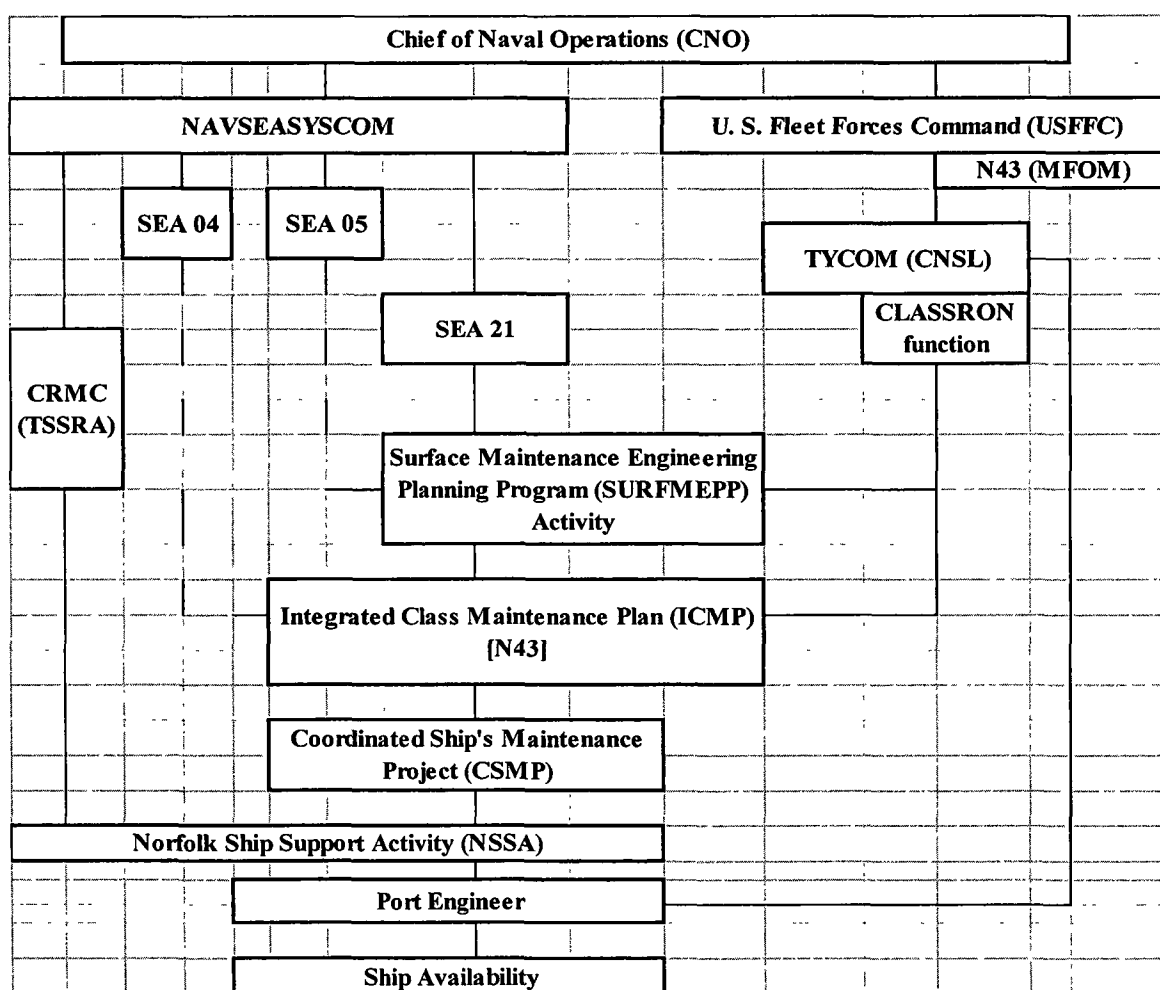 Chief of Naval Operations (CNO)
NAVSEASYSCOM
U. S. Fleet Forces Command (USFFC)
N43 (MFOM)
SEA 04
SEA 05
TYCOM (CNSL)
SEA 21
CLASSRON
function
CRMC
(TSSRA)
Surface Maintenance Engineering
Planning Program (SURFMEPP)
Activity
Integrated Class Maintenance Plan (ICMP)
[N43]
Coordinated Ship's Maintenance
Project (CSMP)
Norfolk Ship Support Activity (NSSA)
Port Engineer
Ship Availability